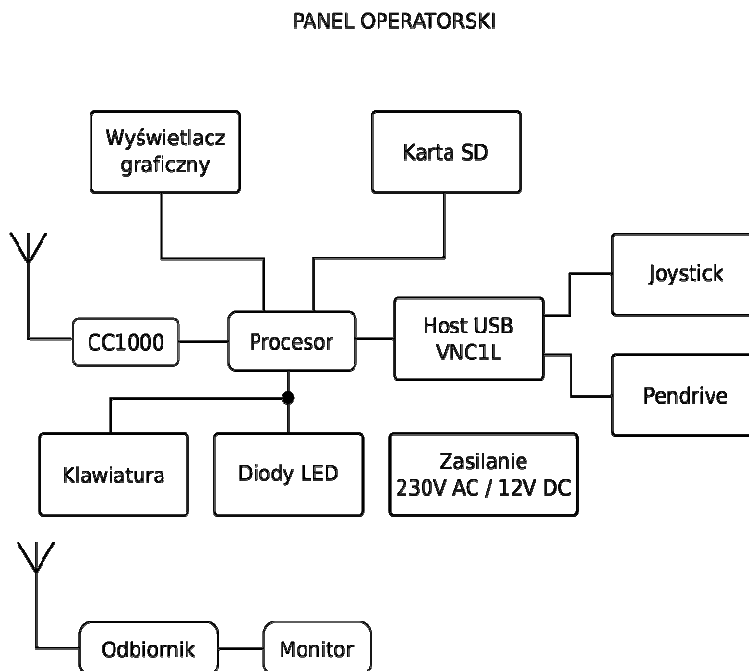 PANEL OPERATORSKI
Wyświetlacz
graficzny
Karta SD
Joystick
CC1000
Procesor
Host USB
VNC1L
Pendrive
Klawiatura
Diody LED
Zasilanie
230V AC / 12V DC
Odbiornik
Monitor